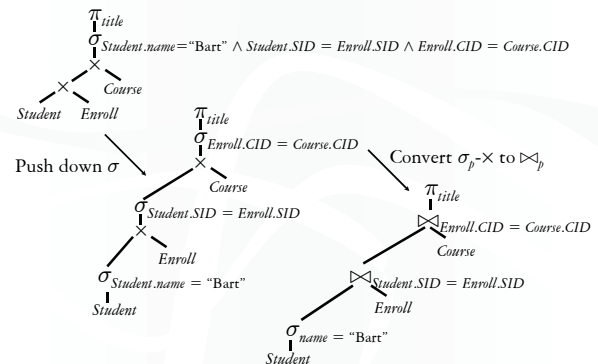 π title
σ Student.name="Bart" ∧ Student.SID = Enroll.SID ∧ Enroll.CID = Course.CID
×
× Course
Student Enroll
Push down σ
π title
σ Enroll.CID = Course.CID
×
Course
σ Student.SID = Enroll.SID
×
Enroll
σ Student.name = "Bart"
Student
Convert σp-× to ⋈p
π title
⋈ Enroll.CID = Course.CID
Course
⋈ Student.SID = Enroll.SID
Enroll
σ name = "Bart"
Student